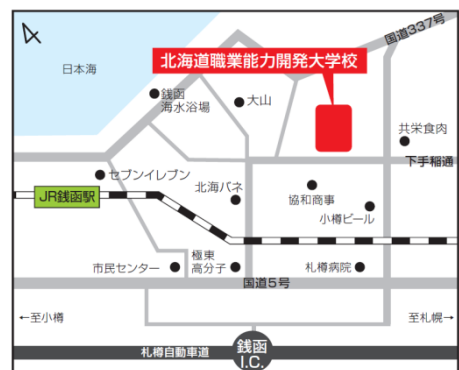 国道337号
北海道職業能力開発大学校
日本海
銭函
海水浴場
大山
共栄食肉
下手稲通
セブンイレブン
JR銭函駅
北海バネ
協和商事
小樽ビール
市民センター
極東
高分子
札樽病院
国道5号
←至小樽
至札幌→
札樽自動車道
銭函
I.C.